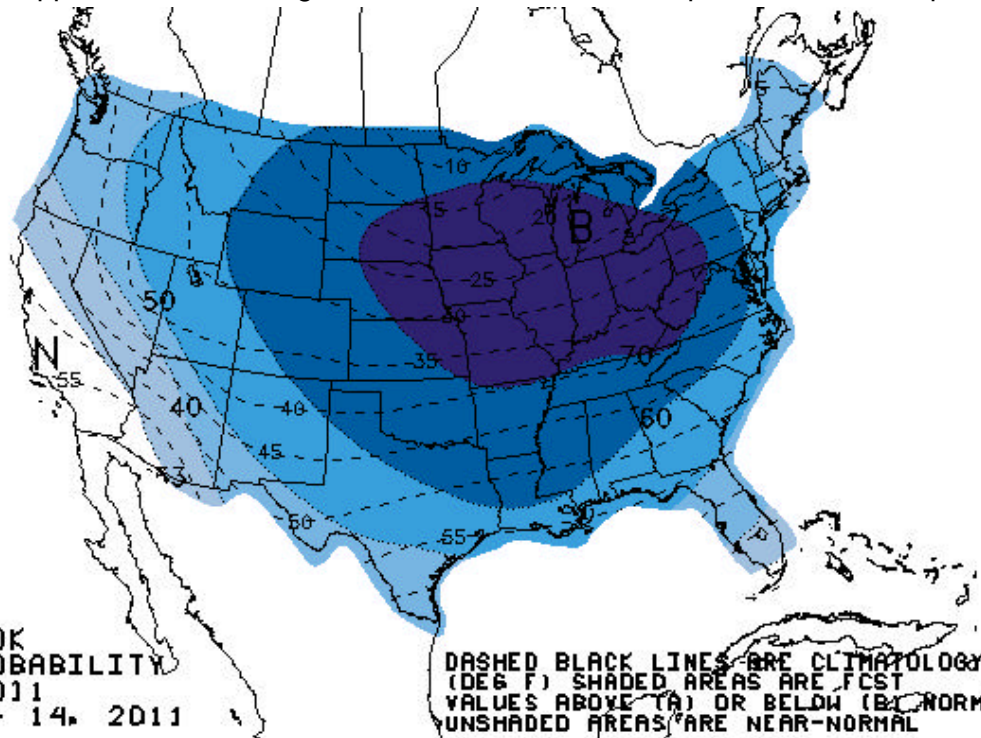 10
15
20
B
25
50
30
N
35
70
55
40
40
60
45
50
55
OK
OBABILITY
011
14, 2011
DASHED BLACK LINES ARE CLIMATOLOGY
(DEG F) SHADED AREAS ARE FCST
VALUES ABOVE (A) OR BELOW (B) NORM
UNSHADED AREAS ARE NEAR-NORMAL